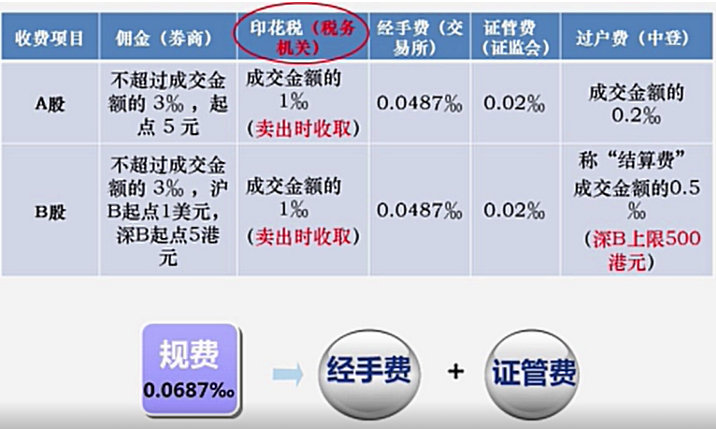 收费项目
佣金（券商）
印花税（税务
机关）
经手费（交
易所）
证管费
（证监会）
过户费（中登）
A股
不超过成交金
额的 3‰ ，起
点 5 元
成交金额的
1‰
（卖出时收取）
0.0487‰
0.02‰
成交金额的
0.2‰
B股
不超过成交金
额的 3‰，沪
B起点1美元，
深B起点5港
元
成交金额的
1‰
（卖出时收取）
0.0487‰
0.02‰
称“结算费”
成交金额的0.5
‰
（深B上限500
港元）
规费
0.0687‰
经手费
+
证管费